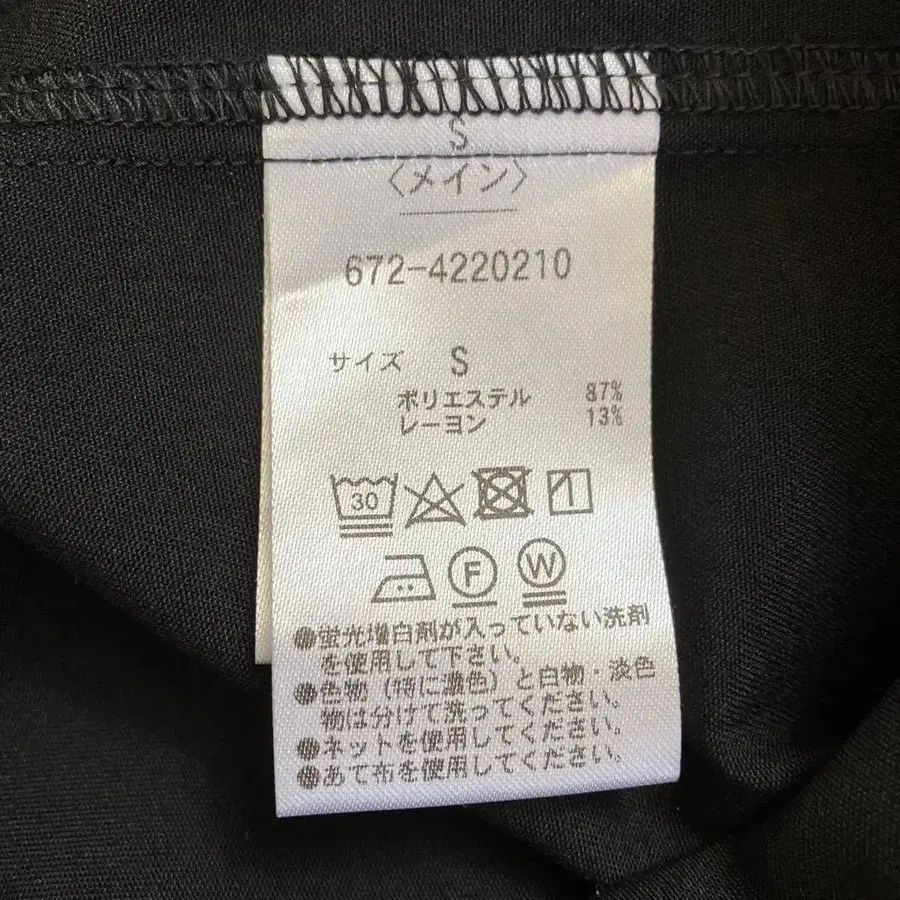 S
〈メイン〉
672-4220210
サイズ S
ポリエステル 87%
レーヨン 13%
30
F W
●蛍光増白剤が入っていない洗剤
を使用して下さい。
●色物（特に濃色）と白物・淡色
物は分けて洗ってください。
●ネットを使用してください。
●あて布を使用してください。